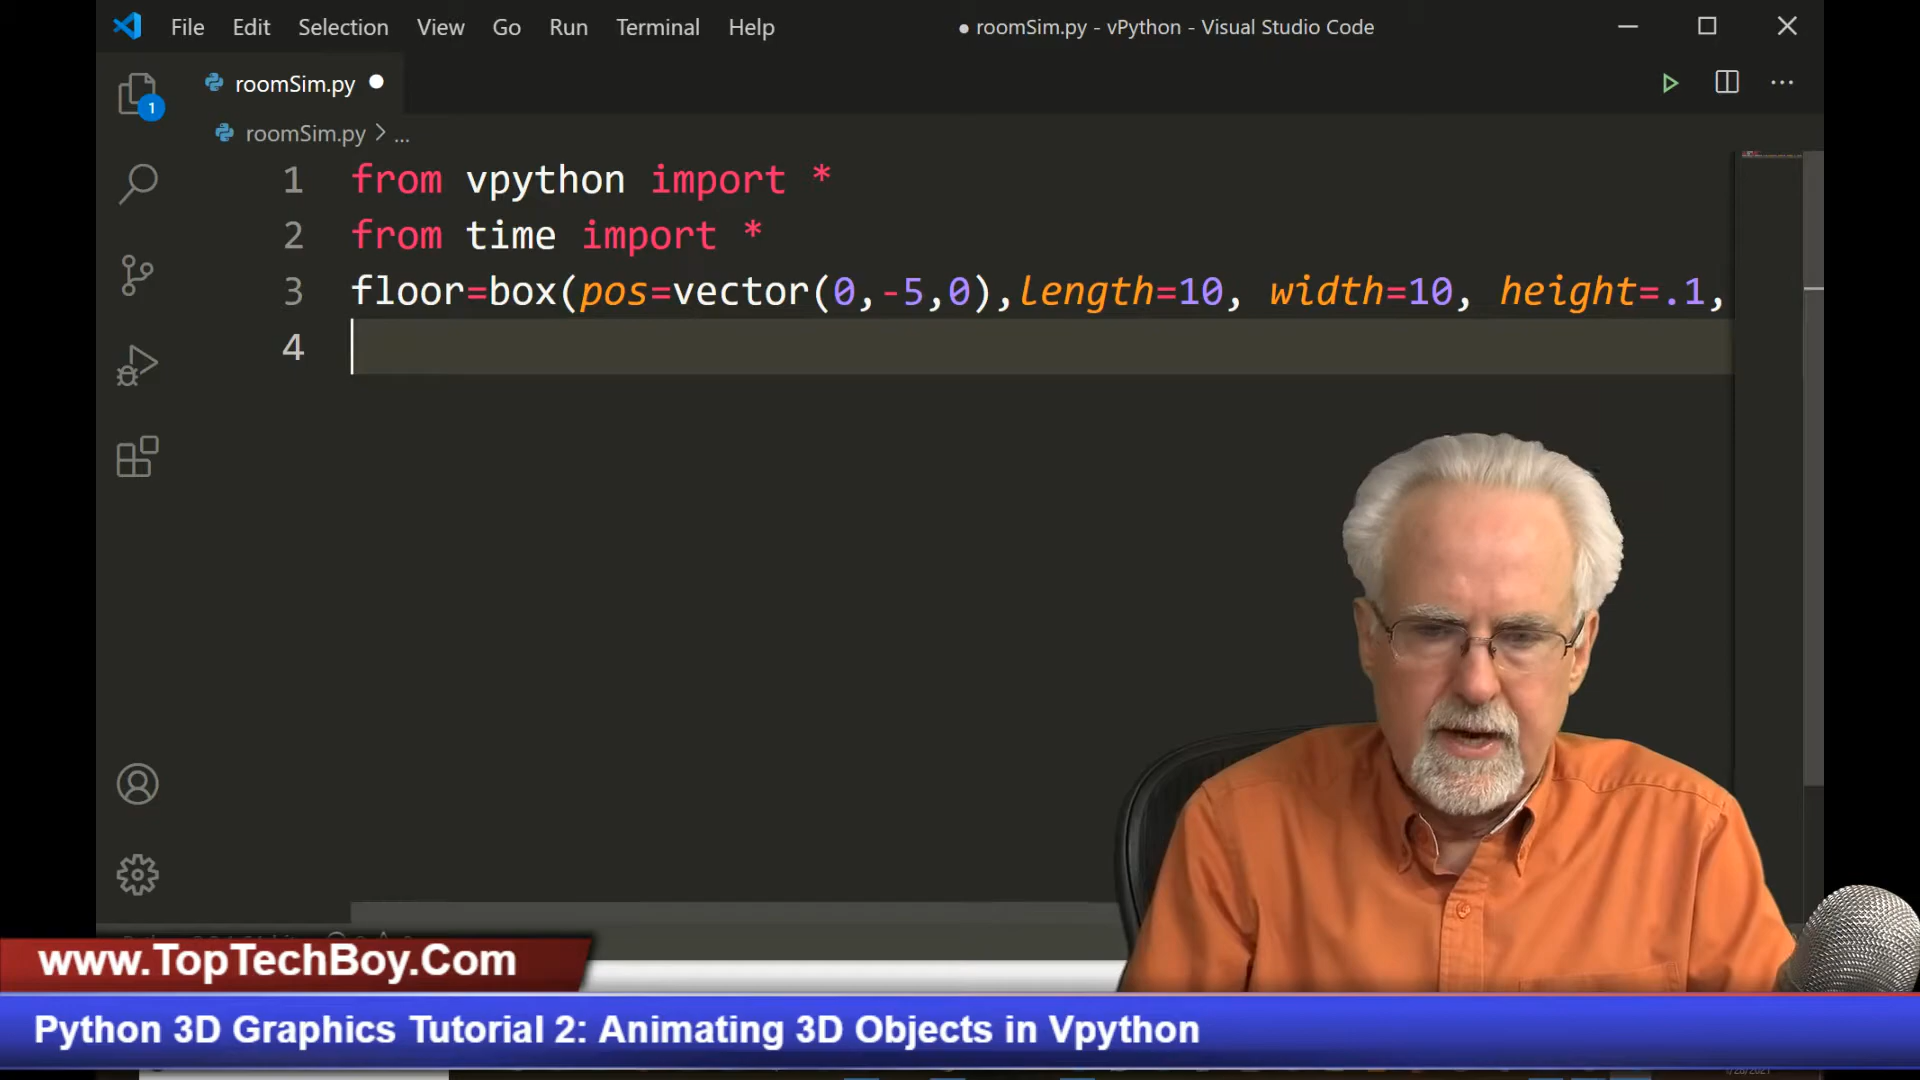 File Edit Selection View Go Run Terminal Help
● roomSim.py - vPython - Visual Studio Code
roomSim.py ●
1
roomSim.py > ...
1 from vpython import *
2 from time import *
3 floor=box(pos=vector(0,-5,0),length=10, width=10, height=.1,
4
www.TopTechBoy.Com
Python 3D Graphics Tutorial 2: Animating 3D Objects in Vpython